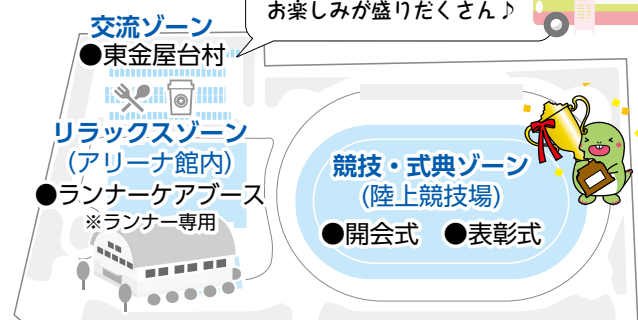 お楽しみが盛りだくさん♪
交流ゾーン
●東金屋台村
リラックスゾーン
(アリーナ館内)
●ランナーケアブース
※ランナー専用
競技・式典ゾーン
(陸上競技場)
●開会式 ●表彰式